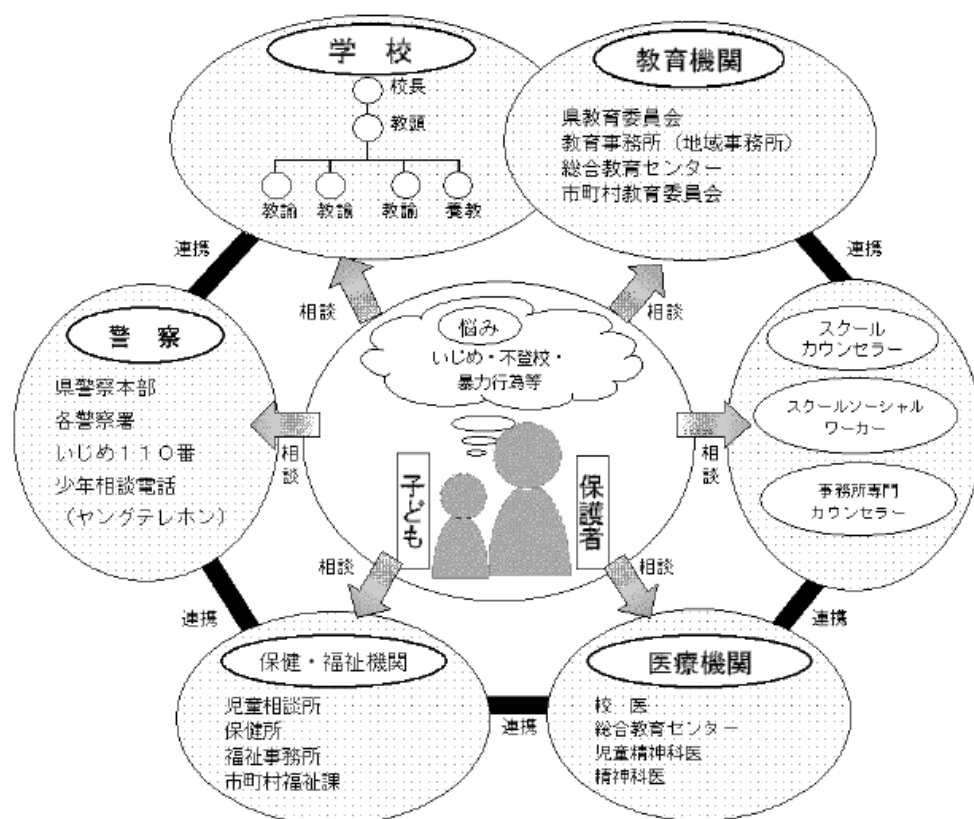 学 校
校長
教頭
教諭 教諭 教諭 養教
教育機関
県教育委員会
教育事務所（地域事務所）
総合教育センター
市町村教育委員会
連携
連携
相談
相談
警 察
県警察本部
各警察署
いじめ１１０番
少年相談電話
（ヤングテレホン）
悩み
いじめ・不登校・
暴力行為等
スクール
カウンセラー
スクールソーシャル
ワーカー
事務所専門
カウンセラー
相談
相談
子ども
保護者
相談
相談
連携
連携
保健・福祉機関
児童相談所
保健所
福祉事務所
市町村福祉課
連携
医療機関
校 医
総合教育センター
児童精神科医
精神科医